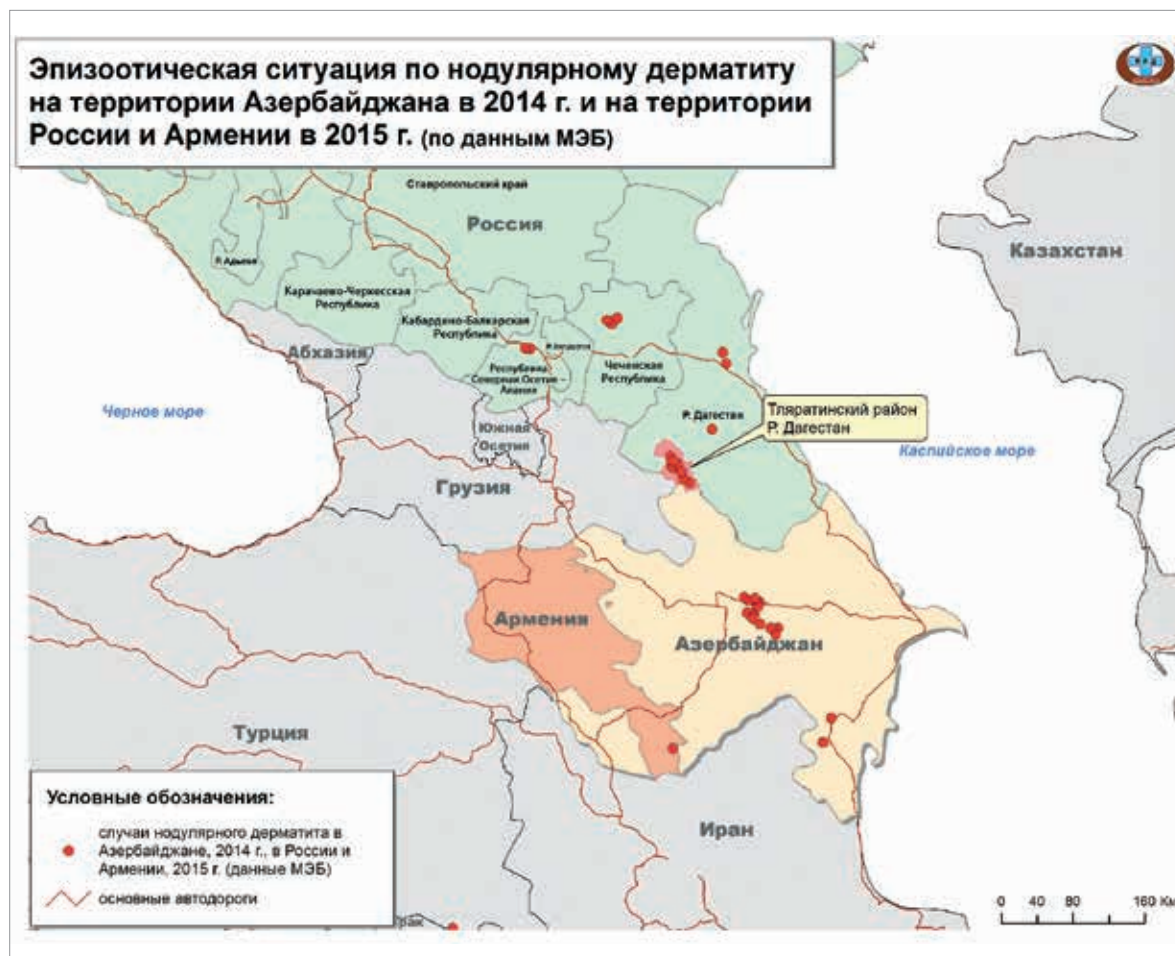 Эпизоотическая ситуация по нодулярному дерматиту
на территории Азербайджана в 2014 г. и на территории
России и Армении в 2015 г. (по данным МЭБ)
Ставропольский край
Россия
Казахстан
Р. Адыгея
Карачаево-Черкесская
Республика
Кабардино-Балкарская
Республика
Абхазия
Республика
Северная Осетия –
Алания
Чеченская
Республика
Черное море
Р. Дагестан
Тляратинский район
Р. Дагестан
Каспийское море
Южная
Осетия
Грузия
Армения
Азербайджан
Турция
Иран
Условные обозначения:
случаи нодулярного дерматита в
Азербайджане, 2014 г., в России и
Армении, 2015 г. (данные МЭБ)
основные автодороги
0 40 80 160 Км